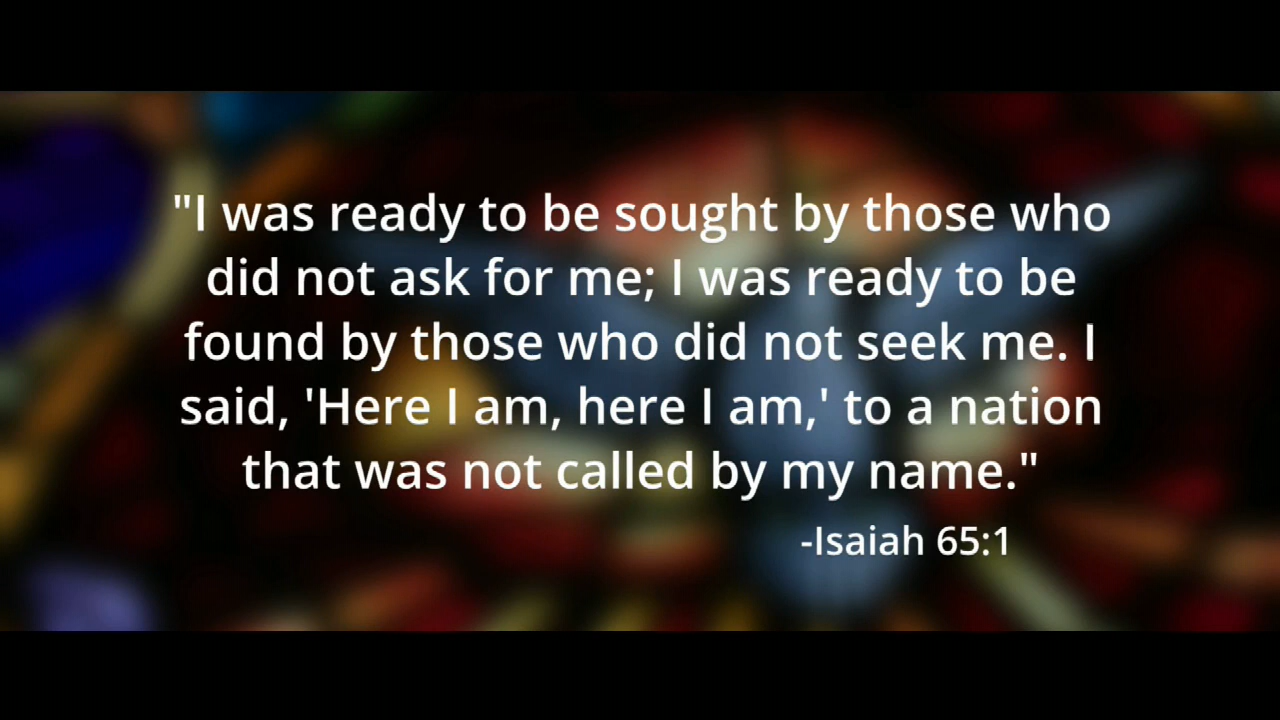 "I was ready to be sought by those who
did not ask for me; I was ready to be
found by those who did not seek me. I
said, 'Here I am, here I am,' to a nation
that was not called by my name."
-Isaiah 65:1